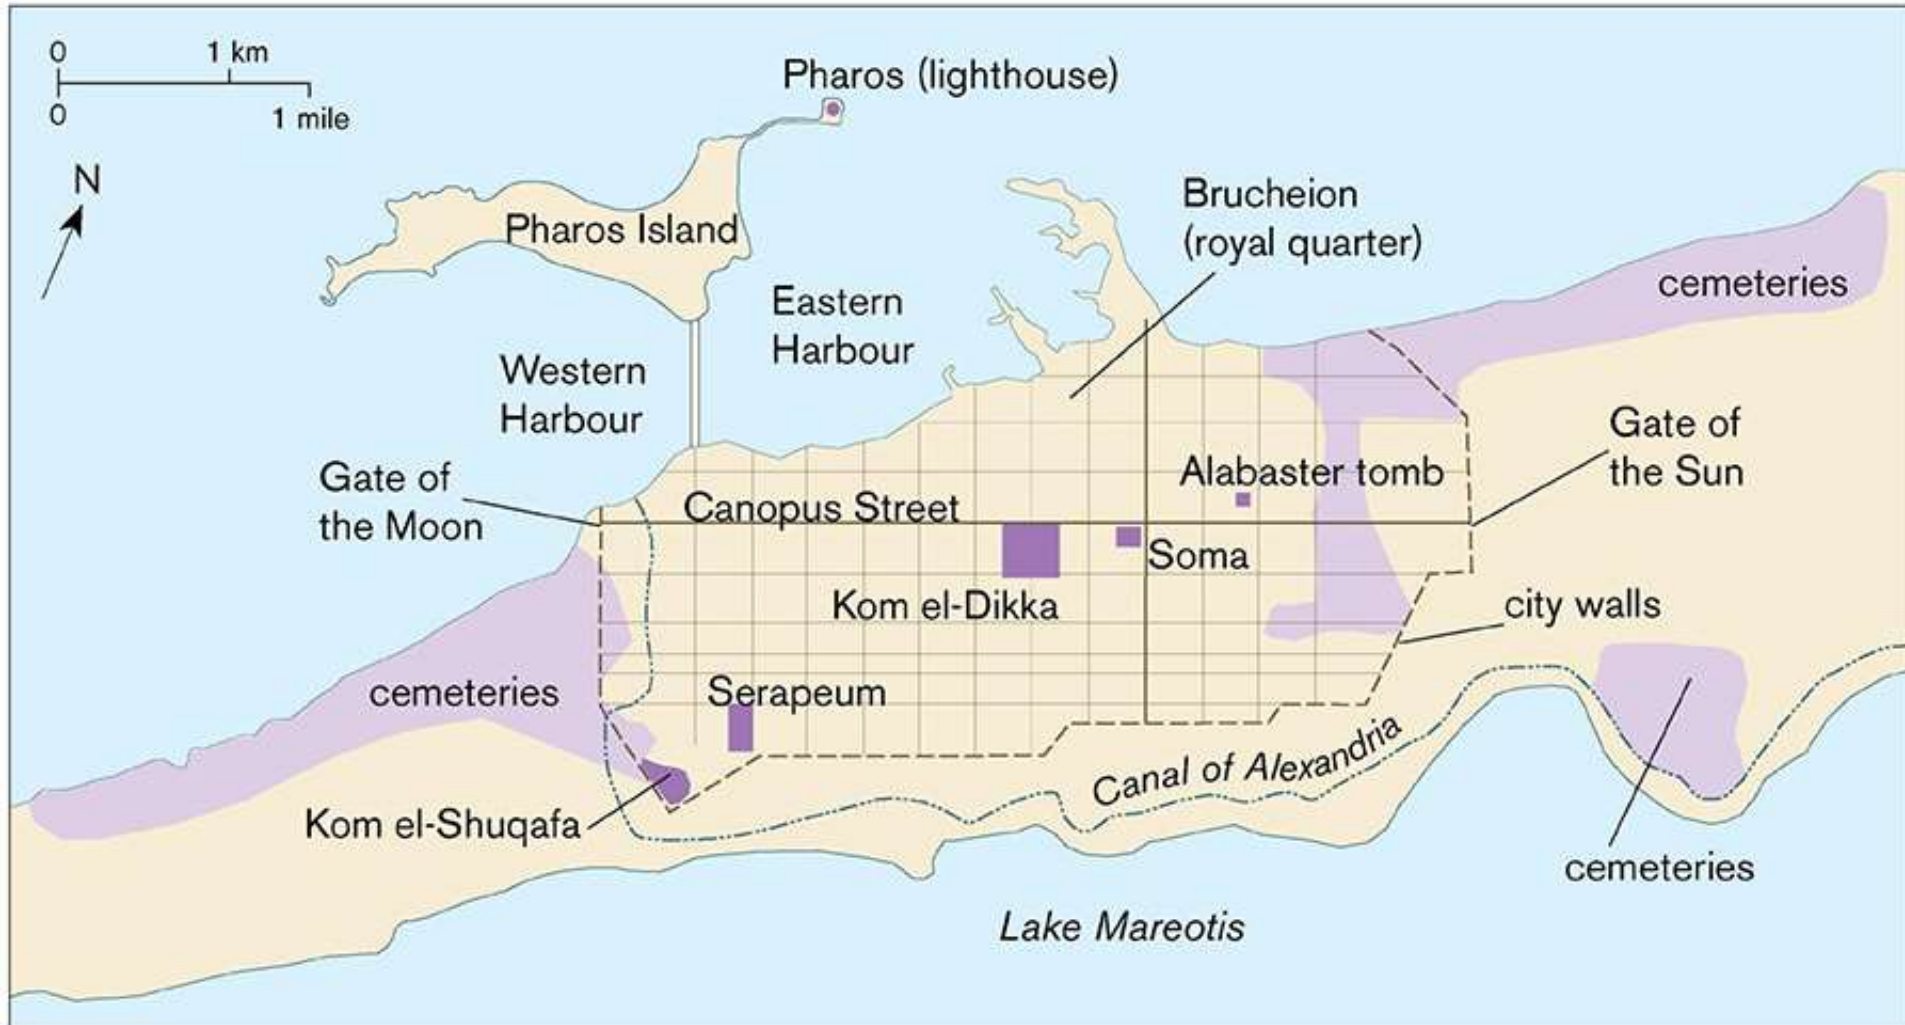 0 1 km
0 1 mile
N
Pharos (lighthouse)
Pharos Island
Brucheion
(royal quarter)
cemeteries
Eastern
Harbour
Western
Harbour
Gate of
the Moon
Canopus Street
Alabaster tomb
Gate of
the Sun
Soma
Kom el-Dikka
city walls
cemeteries
Serapeum
Canal of Alexandria
Kom el-Shuqafa
cemeteries
Lake Mareotis